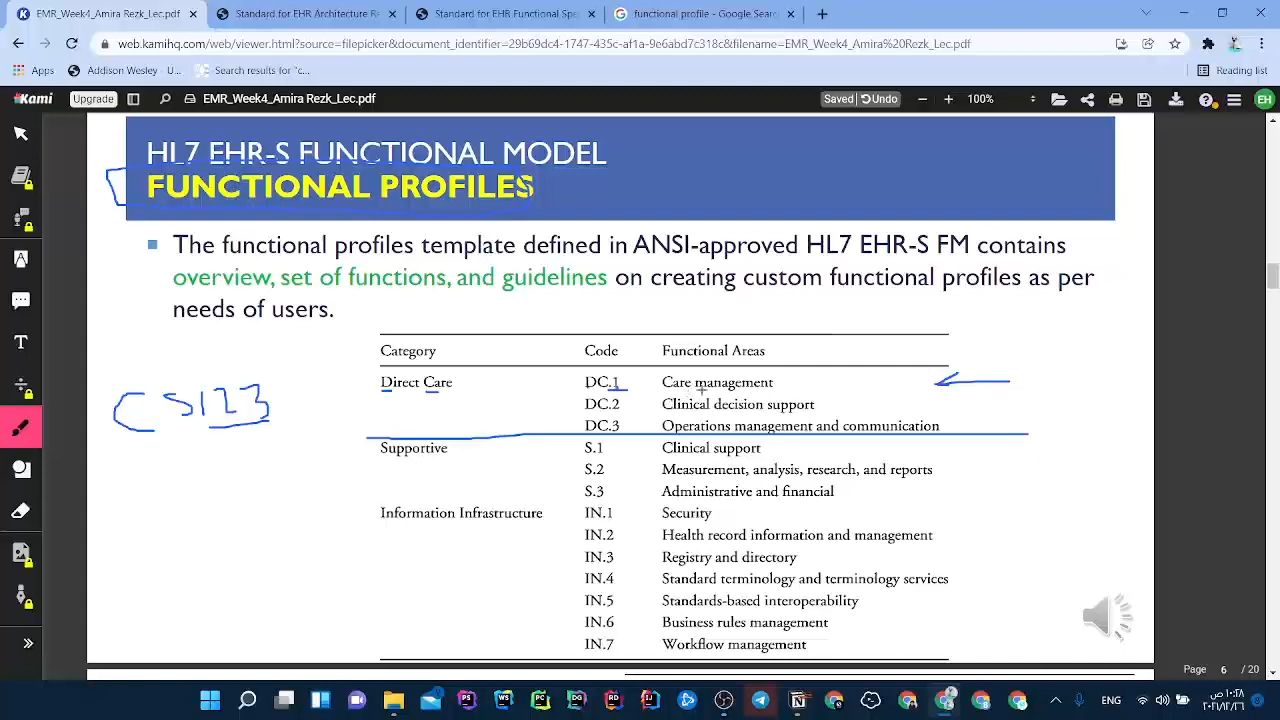 EMR_Week4_Amira Rezk_Lec.pdf
EHR Architecture Re
Standard for EHR Functional Spe
functional profile - Google Sear
web.kamihq.com/web/viewer.html?source=filepicker&document_identifier=29b69dc4-1747-435c-af1a-9e6abd7c318c&filename=EMR_Week4_Amira%20Rezk_Lec.pdf
Apps
Addison Wesley - U...
Search results for "c...
Reading list
Kami
Upgrade
EMR_Week4_Amira Rezk_Lec.pdf
Saved Undo
100%
EH
HL7 EHR-S FUNCTIONAL MODEL
FUNCTIONAL PROFILES
The functional profiles template defined in ANSI-approved HL7 EHR-S FM contains
overview, set of functions, and guidelines on creating custom functional profiles as per
needs of users.
Category Code Functional Areas
Direct Care DC.1 Care management
DC.2 Clinical decision support
DC.3 Operations management and communication
CS123
Supportive S.1 Clinical support
S.2 Measurement, analysis, research, and reports
S.3 Administrative and financial
Information Infrastructure IN.1 Security
IN.2 Health record information and management
IN.3 Registry and directory
IN.4 Standard terminology and terminology services
IN.5 Standards-based interoperability
IN.6 Business rules management
IN.7 Workflow management
Page 6 / 20
ENG